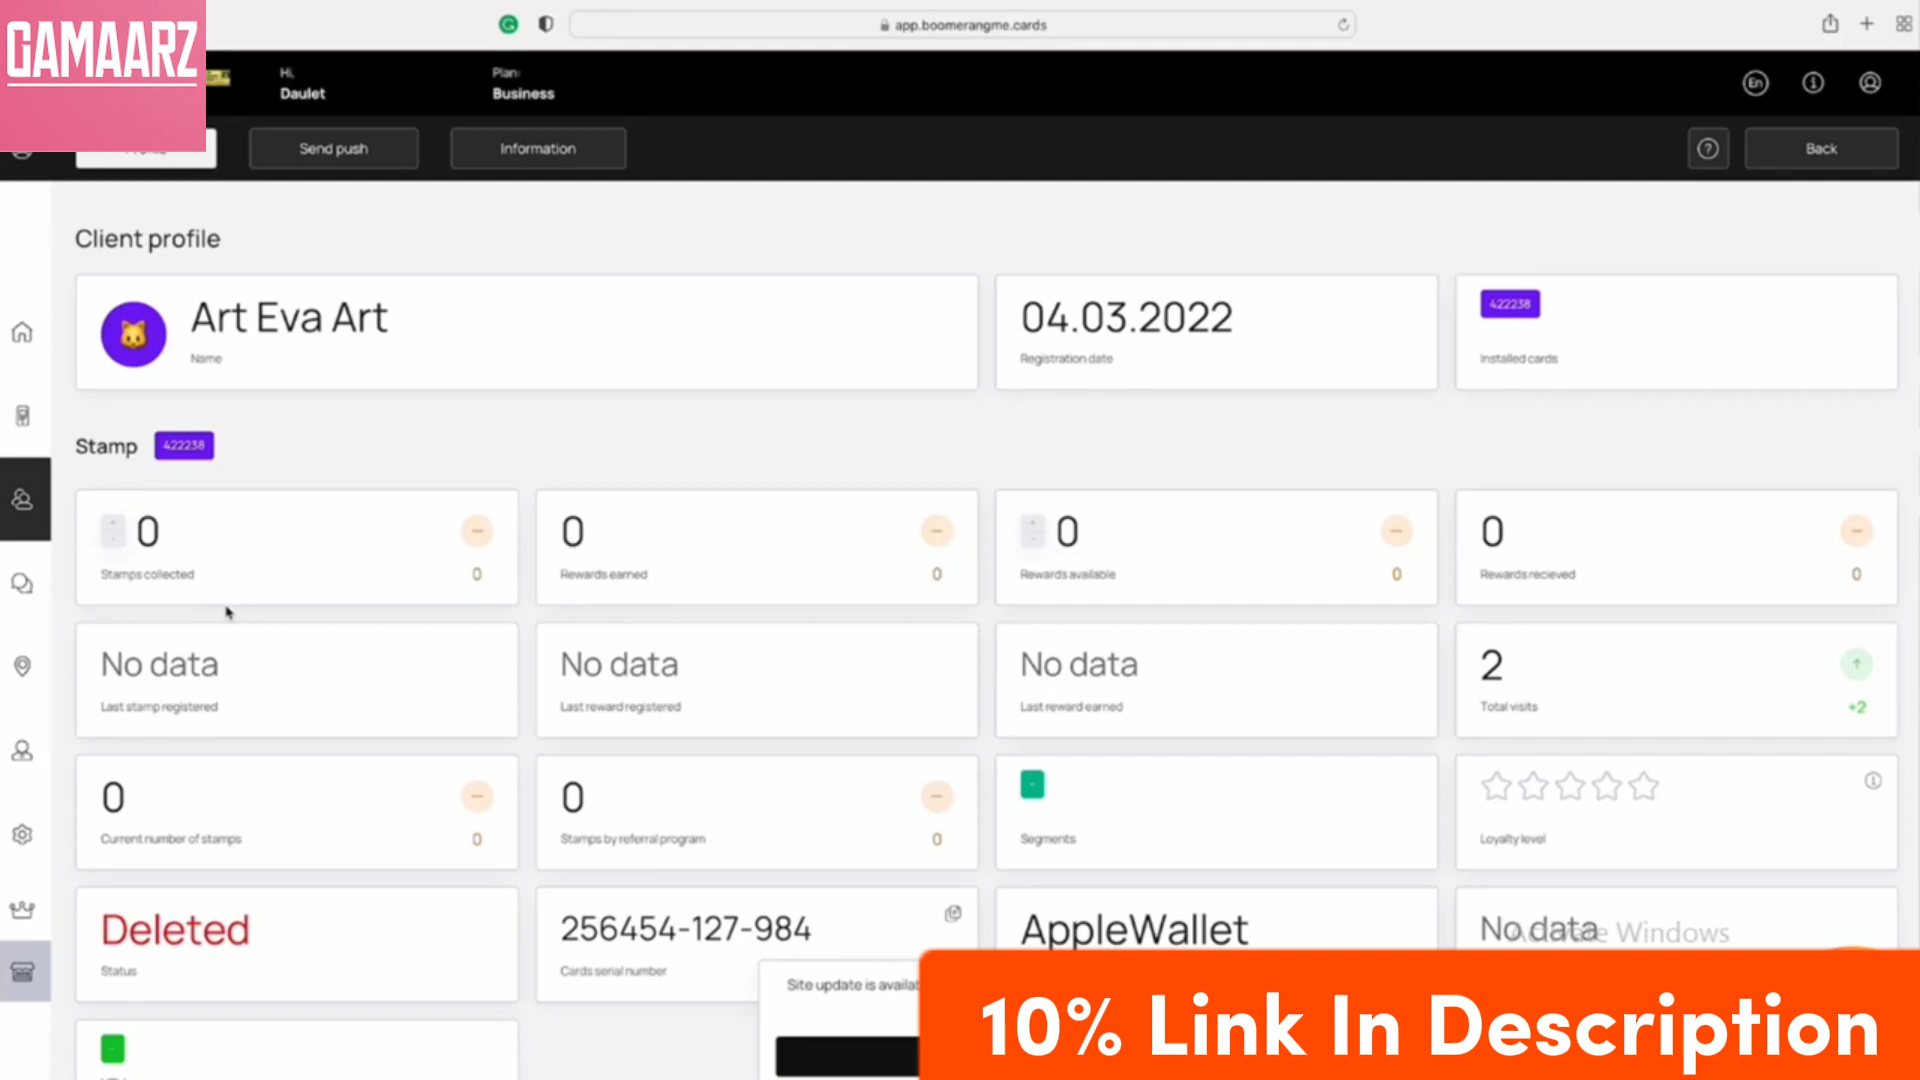 GAMAARZ
app.boomerangme.cards
Hi,
Daulet
Plan:
Business
En
Send push
Information
Back
Client profile
Art Eva Art
Name
04.03.2022
Registration date
422238
Installed cards
Stamp
422238
0
Stamps collected
0
0
Rewards earned
0
0
Rewards available
0
0
Rewards recieved
0
No data
Last stamp registered
No data
Last reward registered
No data
Last reward earned
2
Total visits
+2
0
Current number of stamps
0
0
Stamps by referral program
0
-
Segments
Loyalty level
Deleted
Status
256454-127-984
Cards serial number
AppleWallet
No data
Activate Windows
Site update is availa
10% Link In Description